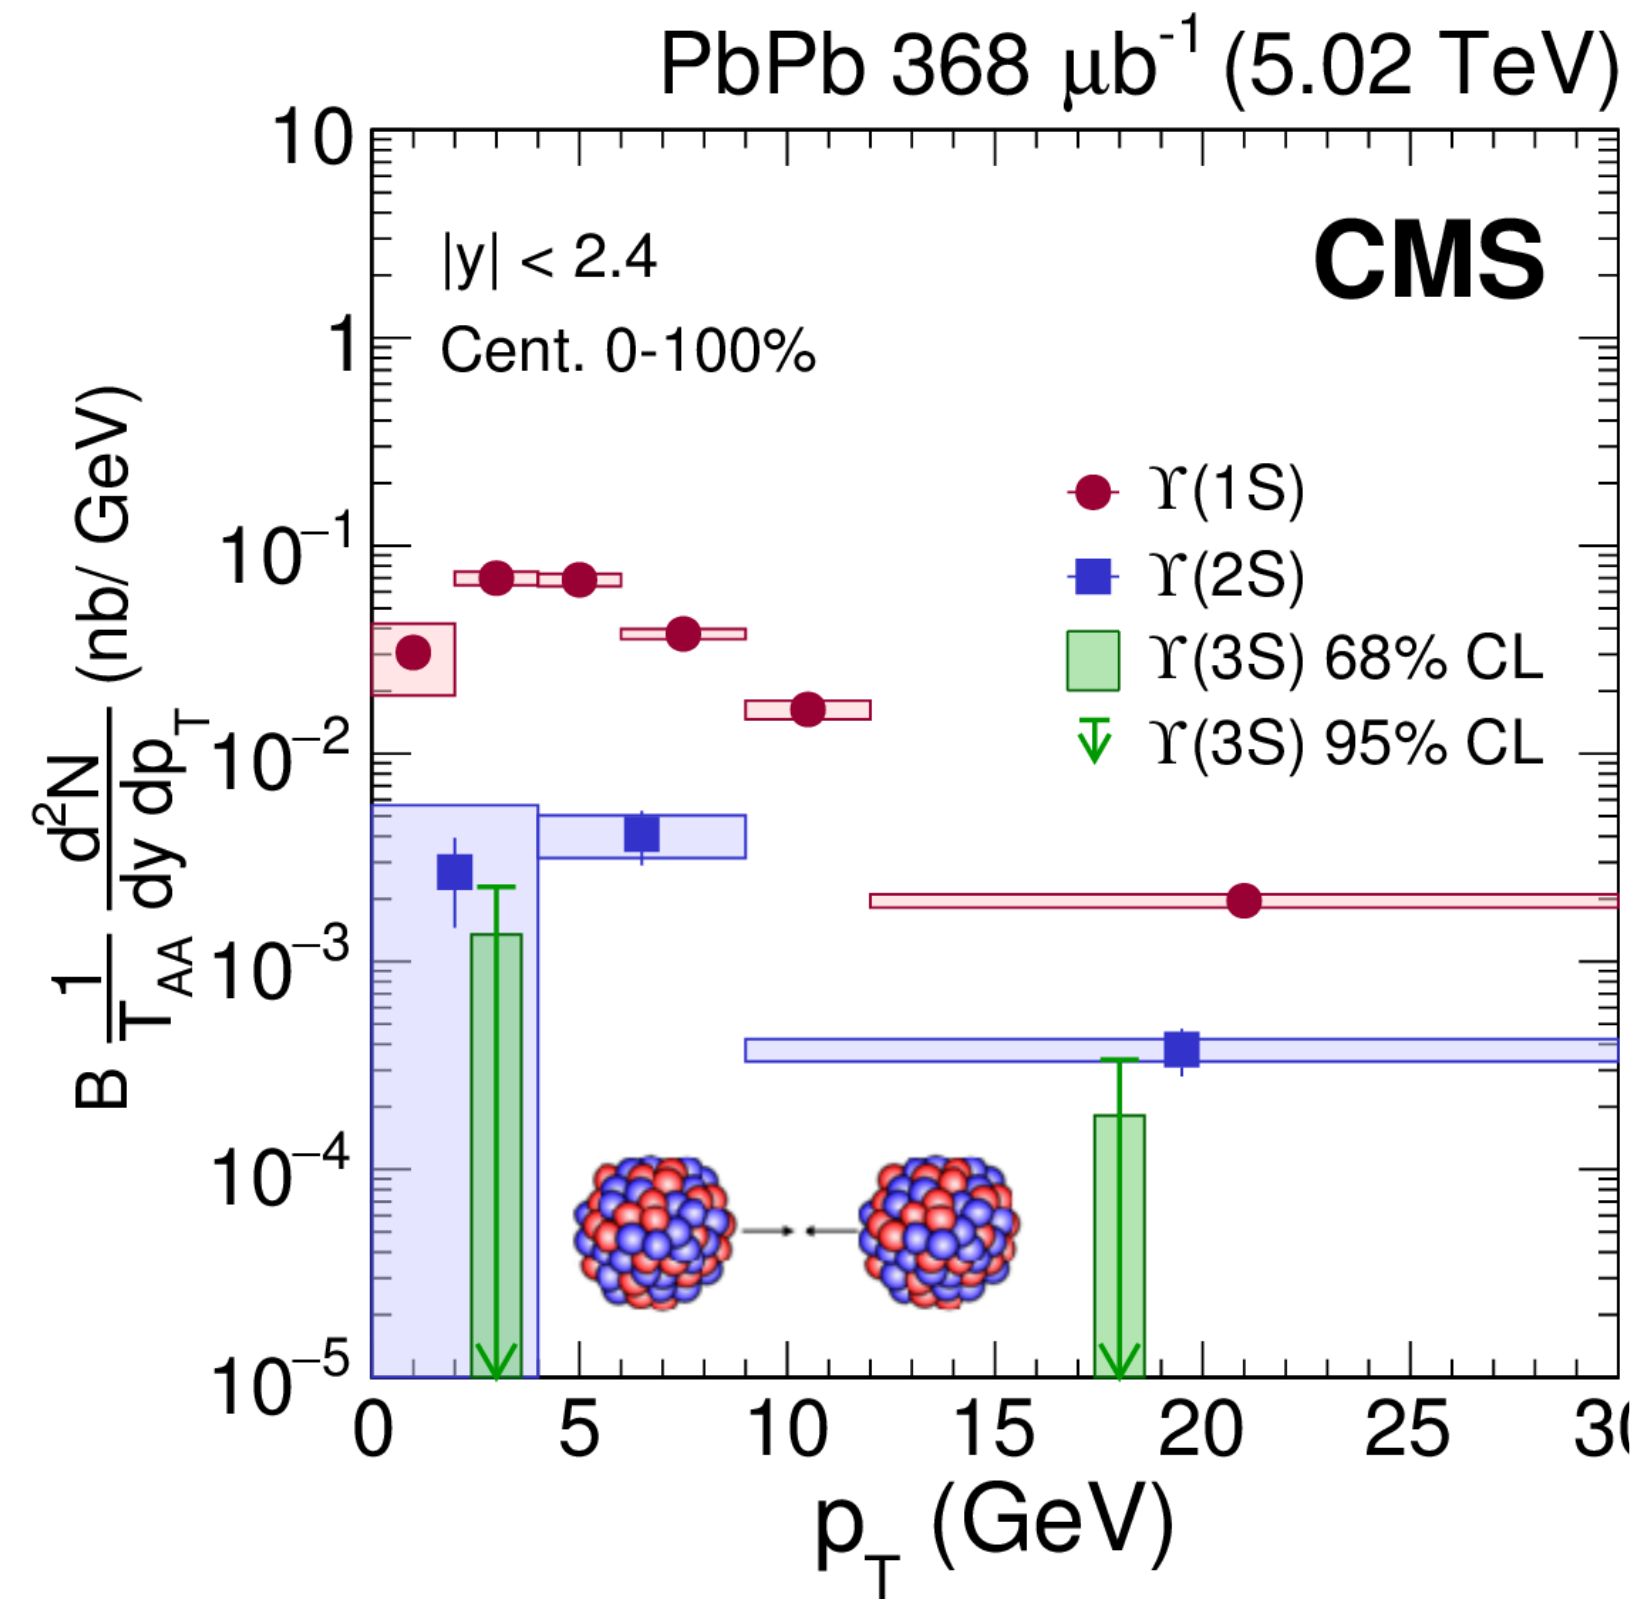 PbPb 368 μb⁻¹ (5.02 TeV)
CMS
|y| < 2.4
Cent. 0-100%
ϒ(1S)
ϒ(2S)
ϒ(3S) 68% CL
ϒ(3S) 95% CL
B 1/T_AA d²N/dy dp_T (nb/ GeV)
10
1
10⁻¹
10⁻²
10⁻³
10⁻⁴
10⁻⁵
0 5 10 15 20 25 30
p_T (GeV)